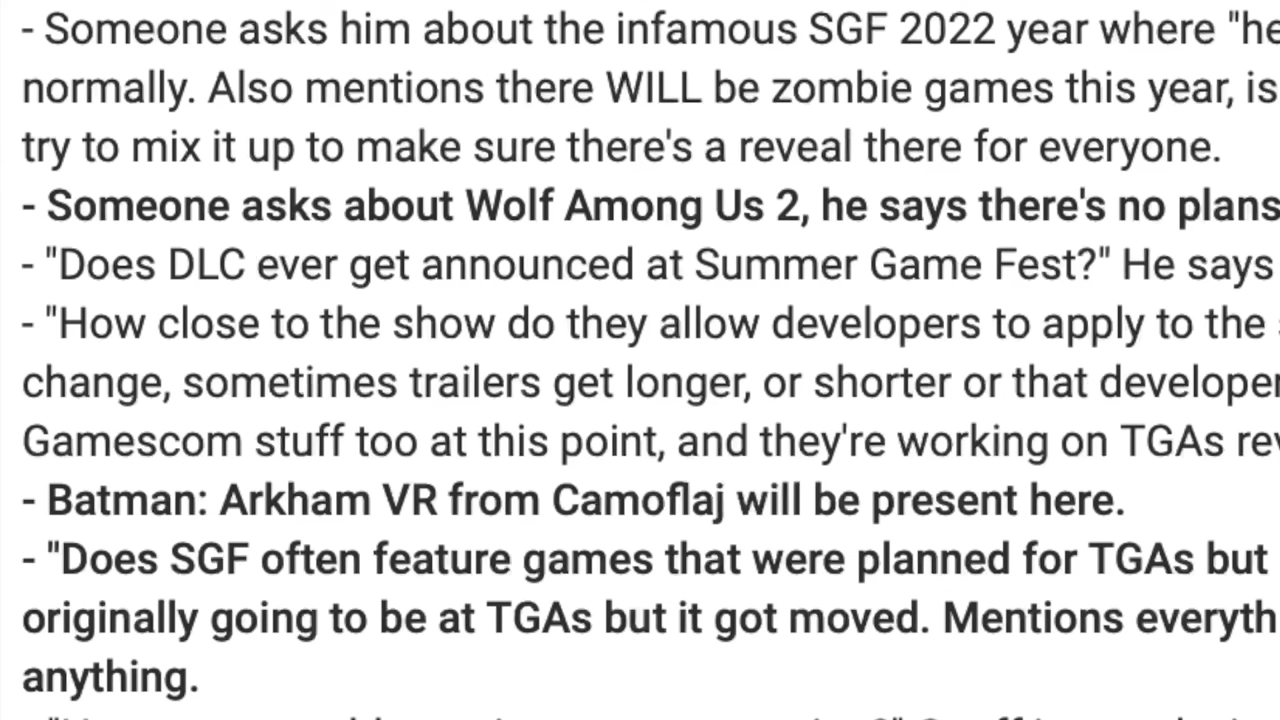 - Someone asks him about the infamous SGF 2022 year where "he
normally. Also mentions there WILL be zombie games this year, is
try to mix it up to make sure there's a reveal there for everyone.
- Someone asks about Wolf Among Us 2, he says there's no plans
- "Does DLC ever get announced at Summer Game Fest?" He says
- "How close to the show do they allow developers to apply to the
change, sometimes trailers get longer, or shorter or that developer
Gamescom stuff too at this point, and they're working on TGAs rev
- Batman: Arkham VR from Camoflaj will be present here.
- "Does SGF often feature games that were planned for TGAs but
originally going to be at TGAs but it got moved. Mentions everyth
anything.